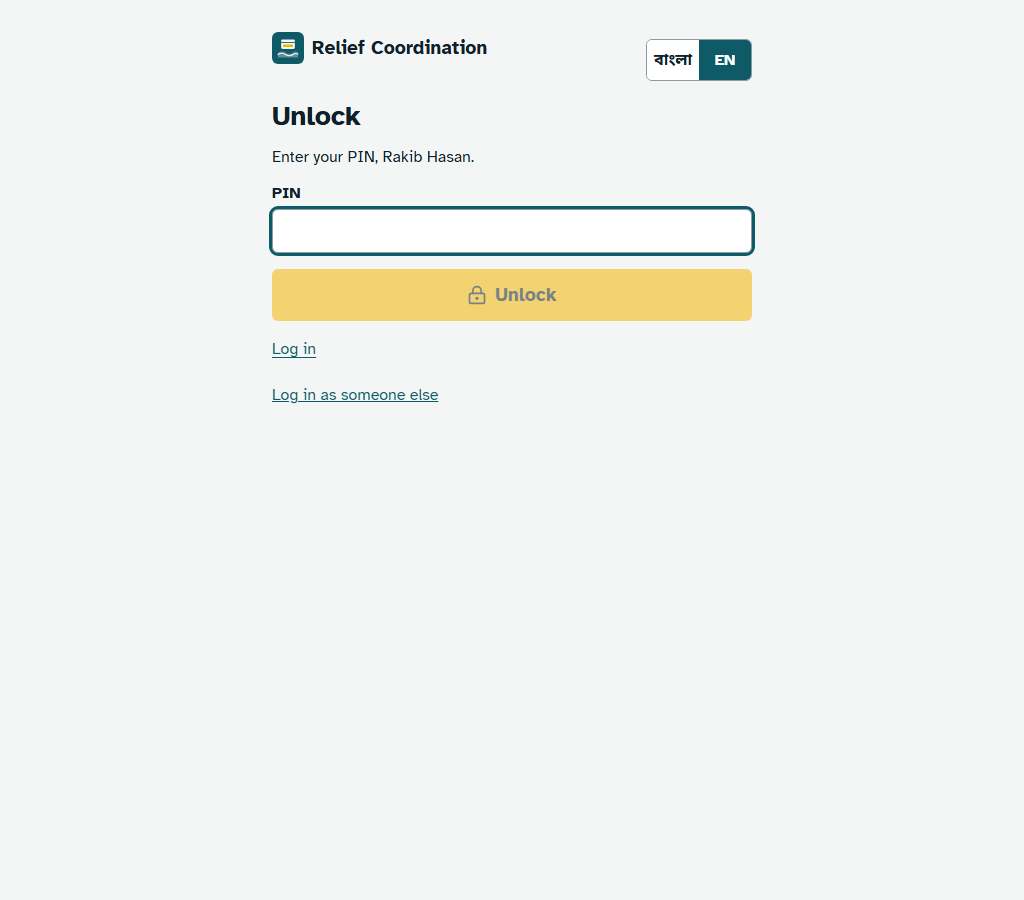 Relief Coordination
বাংলা EN
Unlock
Enter your PIN, Rakib Hasan.
PIN
Unlock
Log in
Log in as someone else